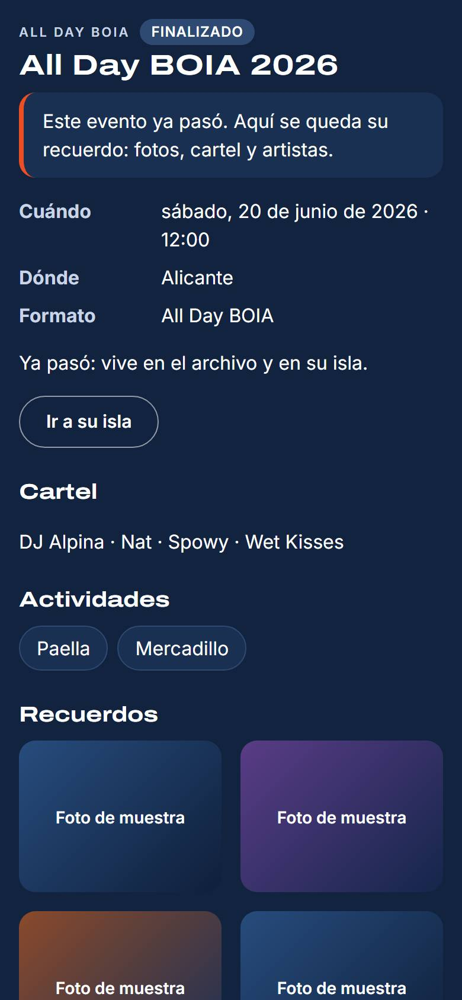 ALL DAY BOIA FINALIZADO
All Day BOIA 2026
Este evento ya pasó. Aquí se queda su
recuerdo: fotos, cartel y artistas.
Cuándo sábado, 20 de junio de 2026 ·
12:00
Dónde Alicante
Formato All Day BOIA
Ya pasó: vive en el archivo y en su isla.
Ir a su isla
Cartel
DJ Alpina · Nat · Spowy · Wet Kisses
Actividades
Paella Mercadillo
Recuerdos
Foto de muestra Foto de muestra
Foto de muestra Foto de muestra